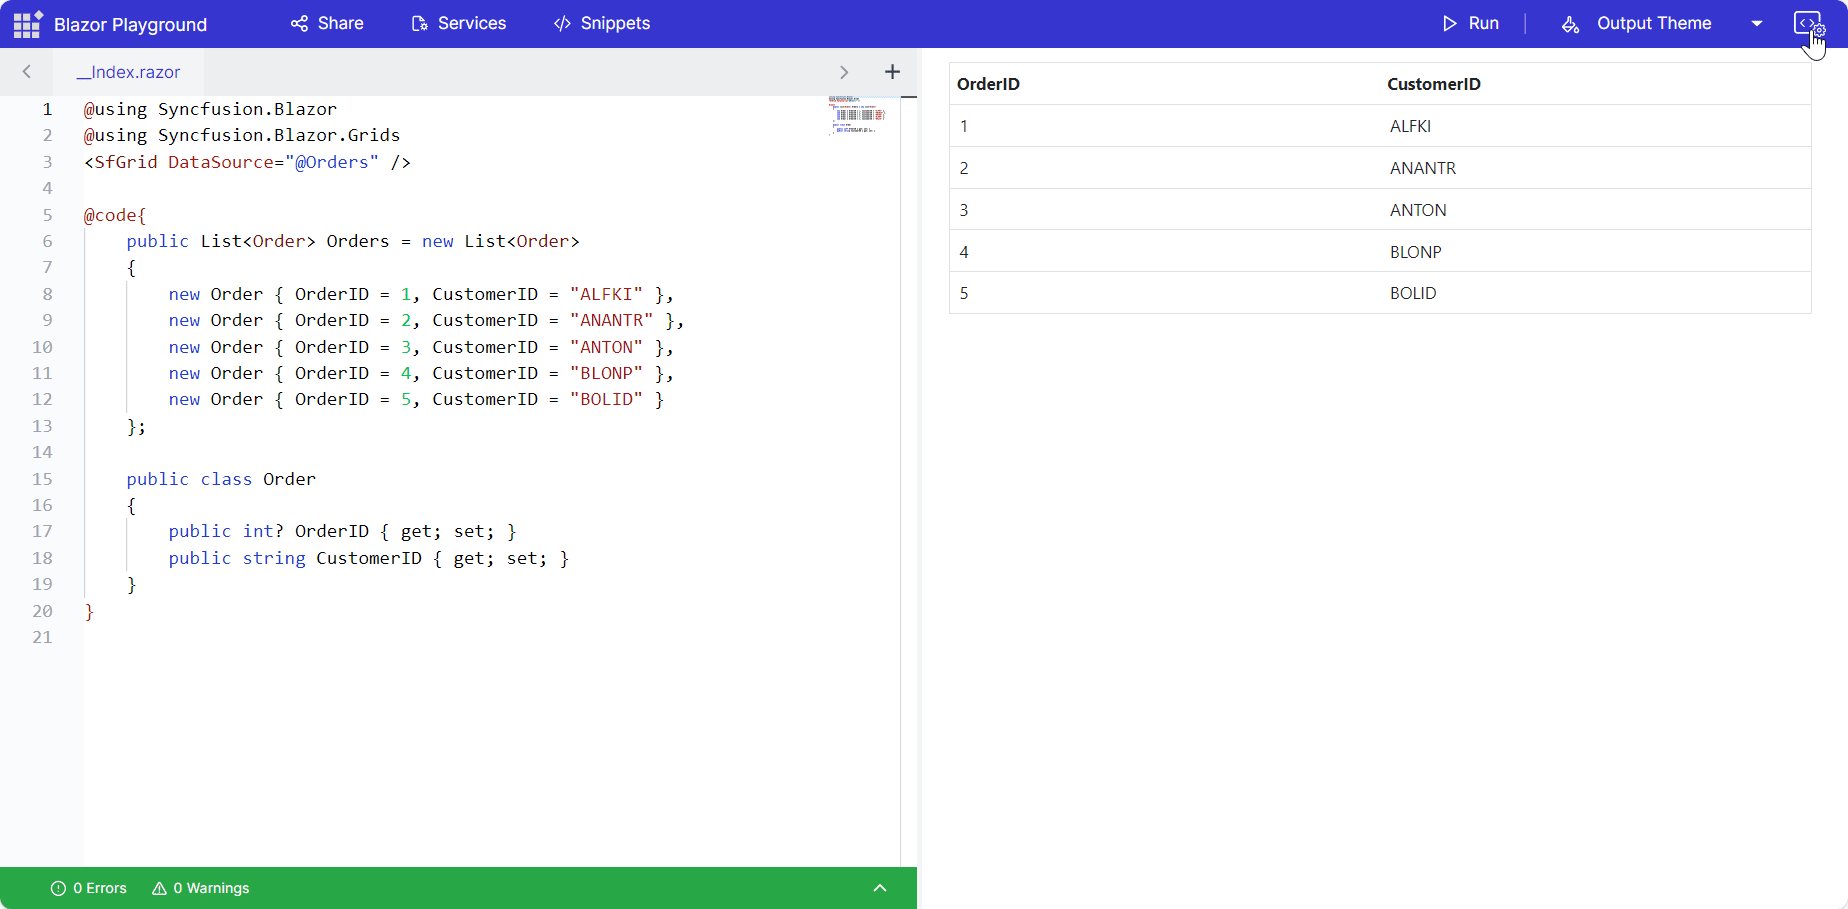 Blazor Playground Share Services Snippets Run Output Theme
__Index.razor
1 @using Syncfusion.Blazor
2 @using Syncfusion.Blazor.Grids
3 <SfGrid DataSource="@Orders" />
4
5 @code{
6 public List<Order> Orders = new List<Order>
7 {
8 new Order { OrderID = 1, CustomerID = "ALFKI" },
9 new Order { OrderID = 2, CustomerID = "ANANTR" },
10 new Order { OrderID = 3, CustomerID = "ANTON" },
11 new Order { OrderID = 4, CustomerID = "BLONP" },
12 new Order { OrderID = 5, CustomerID = "BOLID" }
13 };
14
15 public class Order
16 {
17 public int? OrderID { get; set; }
18 public string CustomerID { get; set; }
19 }
20 }
21
0 Errors 0 Warnings
OrderID CustomerID
1 ALFKI
2 ANANTR
3 ANTON
4 BLONP
5 BOLID